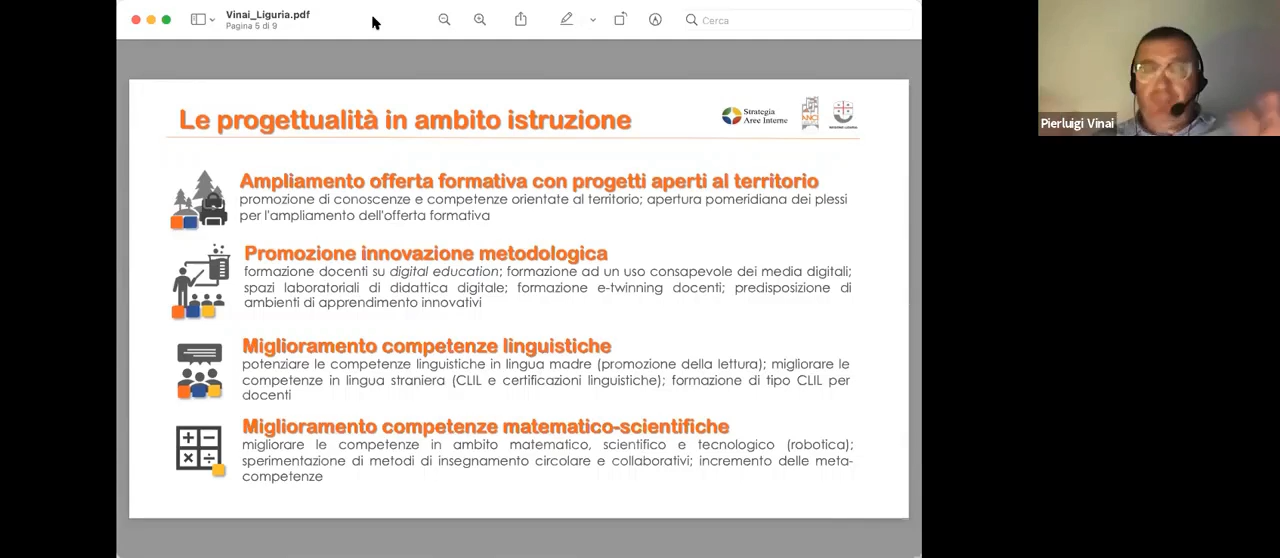 Vinai_Liguria.pdf
Pagina 5 di 9
Cerca
Pierluigi Vinai
Le progettualità in ambito istruzione
Strategia
Aree Interne
ANCI
REGIONE LIGURIA
Ampliamento offerta formativa con progetti aperti al territorio
promozione di conoscenze e competenze orientate al territorio; apertura pomeridiana dei plessi
per l'ampliamento dell'offerta formativa
Promozione innovazione metodologica
formazione docenti su digital education; formazione ad un uso consapevole dei media digitali;
spazi laboratoriali di didattica digitale; formazione e-twinning docenti; predisposizione di
ambienti di apprendimento innovativi
Miglioramento competenze linguistiche
potenziare le competenze linguistiche in lingua madre (promozione della lettura); migliorare le
competenze in lingua straniera (CLIL e certificazioni linguistiche); formazione di tipo CLIL per
docenti
Miglioramento competenze matematico-scientifiche
migliorare le competenze in ambito matematico, scientifico e tecnologico (robotica);
sperimentazione di metodi di insegnamento circolare e collaborativi; incremento delle meta-
competenze